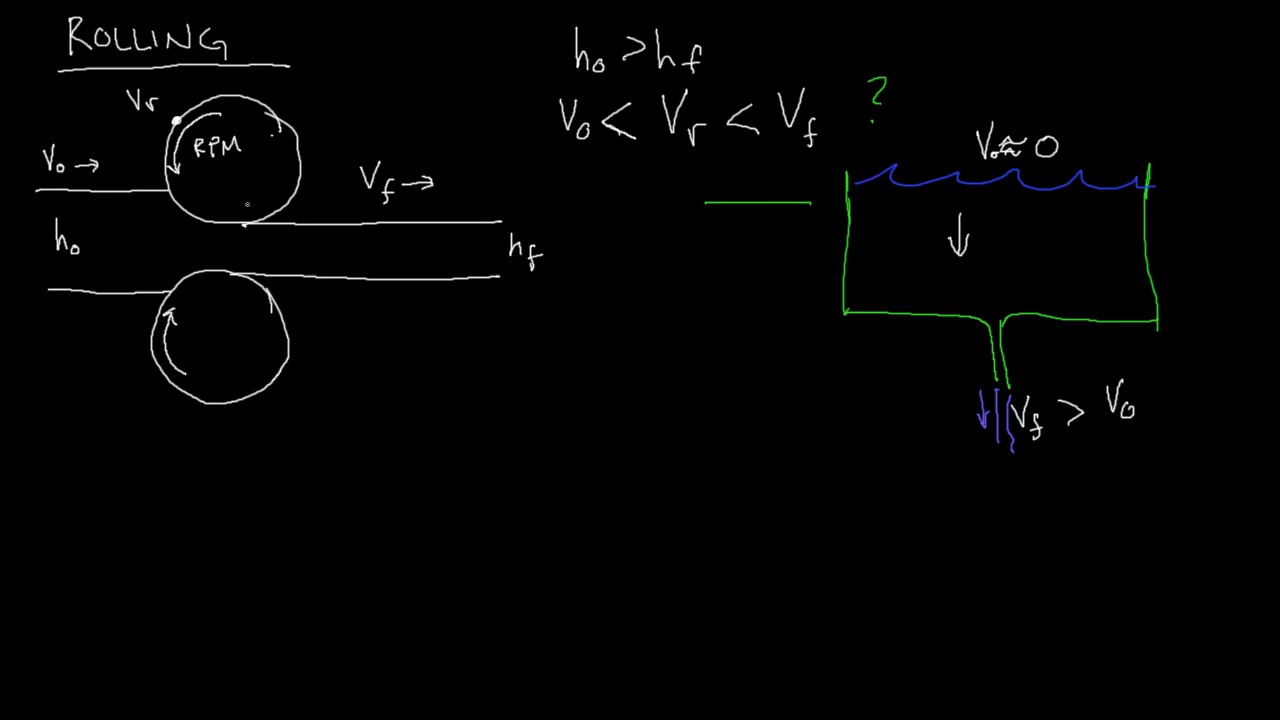 ROLLING
Vr
RPM
Vo →
Vf →
ho
hf
ho > hf
Vo < Vr < Vf ?
Vo ≈ 0
Vf > Vo